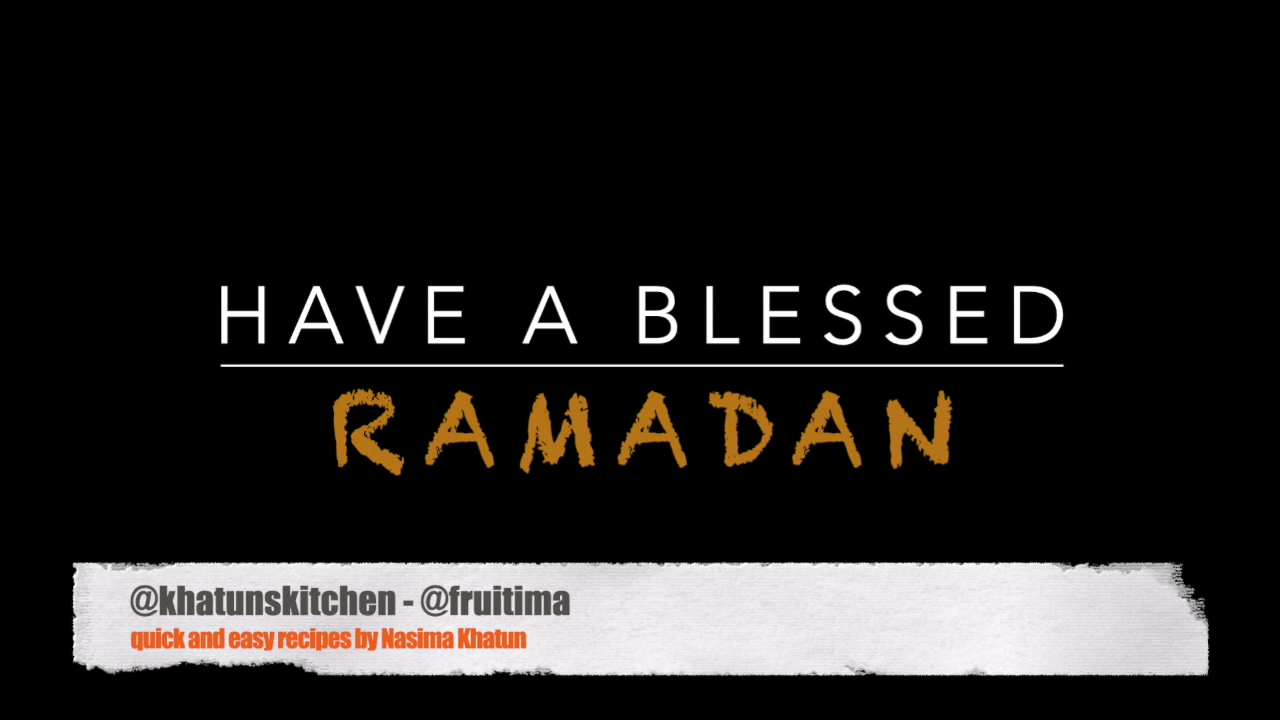 HAVE A BLESSED
RAMADAN
@khatunskitchen - @fruitima
quick and easy recipes by Nasima Khatun